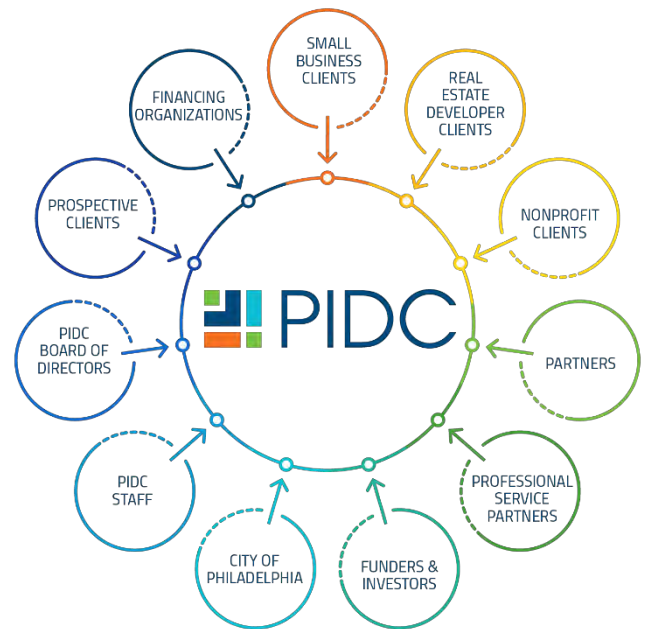 SMALL
BUSINESS
CLIENTS
REAL
ESTATE
DEVELOPER
CLIENTS
NONPROFIT
CLIENTS
PARTNERS
PROFESSIONAL
SERVICE
PARTNERS
FUNDERS &
INVESTORS
CITY OF
PHILADELPHIA
PIDC
STAFF
PIDC
BOARD OF
DIRECTORS
PROSPECTIVE
CLIENTS
FINANCING
ORGANIZATIONS
PIDC